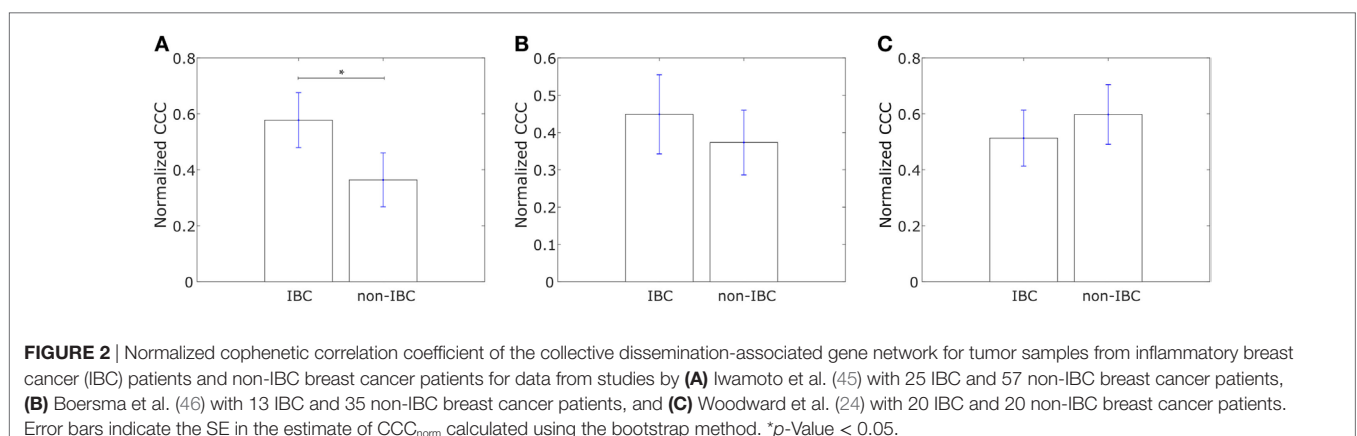 A
0.8
0.6
0.4
0.2
0
Normalized CCC
*
IBC
non-IBC
B
0.6
0.5
0.4
0.3
0.2
0.1
0
Normalized CCC
IBC
non-IBC
C
0.8
0.6
0.4
0.2
0
Normalized CCC
IBC
non-IBC
FIGURE 2 | Normalized cophenetic correlation coefficient of the collective dissemination-associated gene network for tumor samples from inflammatory breast
cancer (IBC) patients and non-IBC breast cancer patients for data from studies by (A) Iwamoto et al. (45) with 25 IBC and 57 non-IBC breast cancer patients,
(B) Boersma et al. (46) with 13 IBC and 35 non-IBC breast cancer patients, and (C) Woodward et al. (24) with 20 IBC and 20 non-IBC breast cancer patients.
Error bars indicate the SE in the estimate of CCCnorm calculated using the bootstrap method. *p-Value < 0.05.